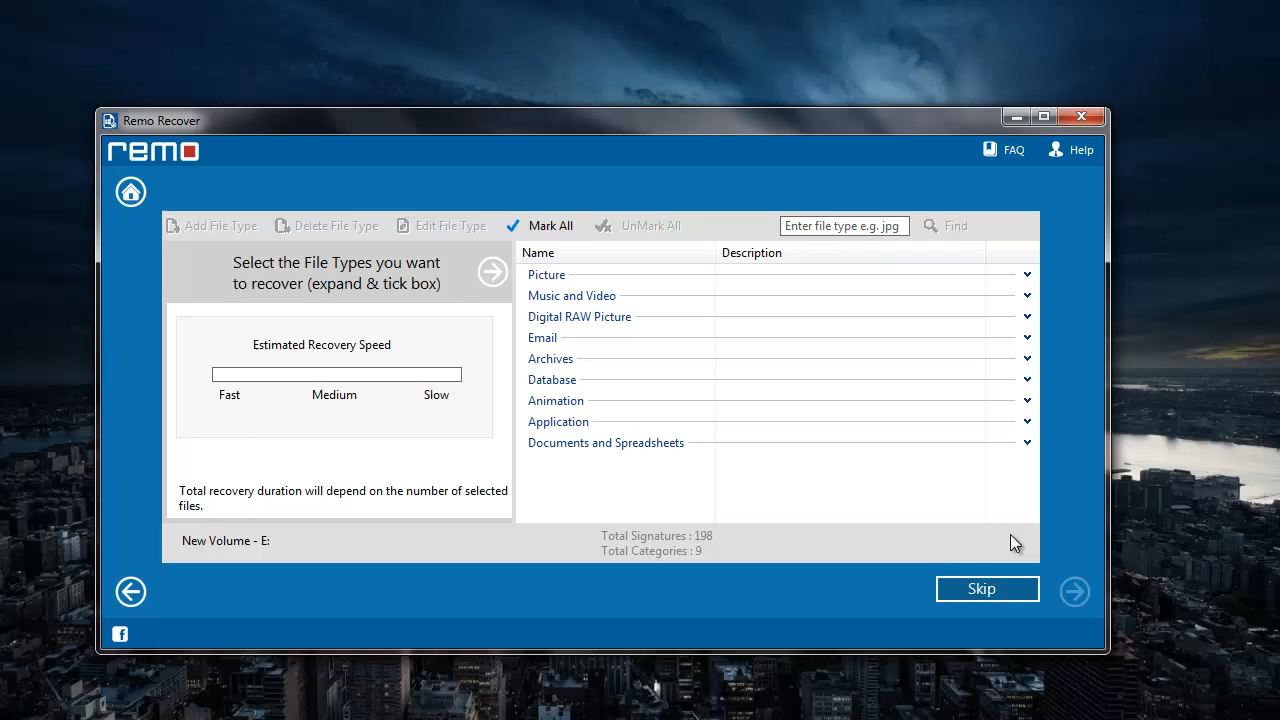 Remo Recover
remo
FAQ
Help
Add File Type
Delete File Type
Edit File Type
Mark All
UnMark All
Enter file type e.g. jpg
Find
Select the File Types you want
to recover (expand & tick box)
Estimated Recovery Speed
Fast
Medium
Slow
Total recovery duration will depend on the number of selected
files.
Name
Description
Picture
Music and Video
Digital RAW Picture
Email
Archives
Database
Animation
Application
Documents and Spreadsheets
New Volume - E:
Total Signatures : 198
Total Categories : 9
Skip
f